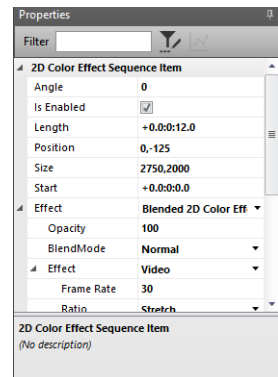 Properties
Filter
2D Color Effect Sequence Item
Angle 0
Is Enabled
Length +0.0:0:12.0
Position 0,-125
Size 2750,2000
Start +0.0:0:0.0
Effect Blended 2D Color Eff
Opacity 100
BlendMode Normal
Effect Video
Frame Rate 30
Ratio Stretch
2D Color Effect Sequence Item
(No description)